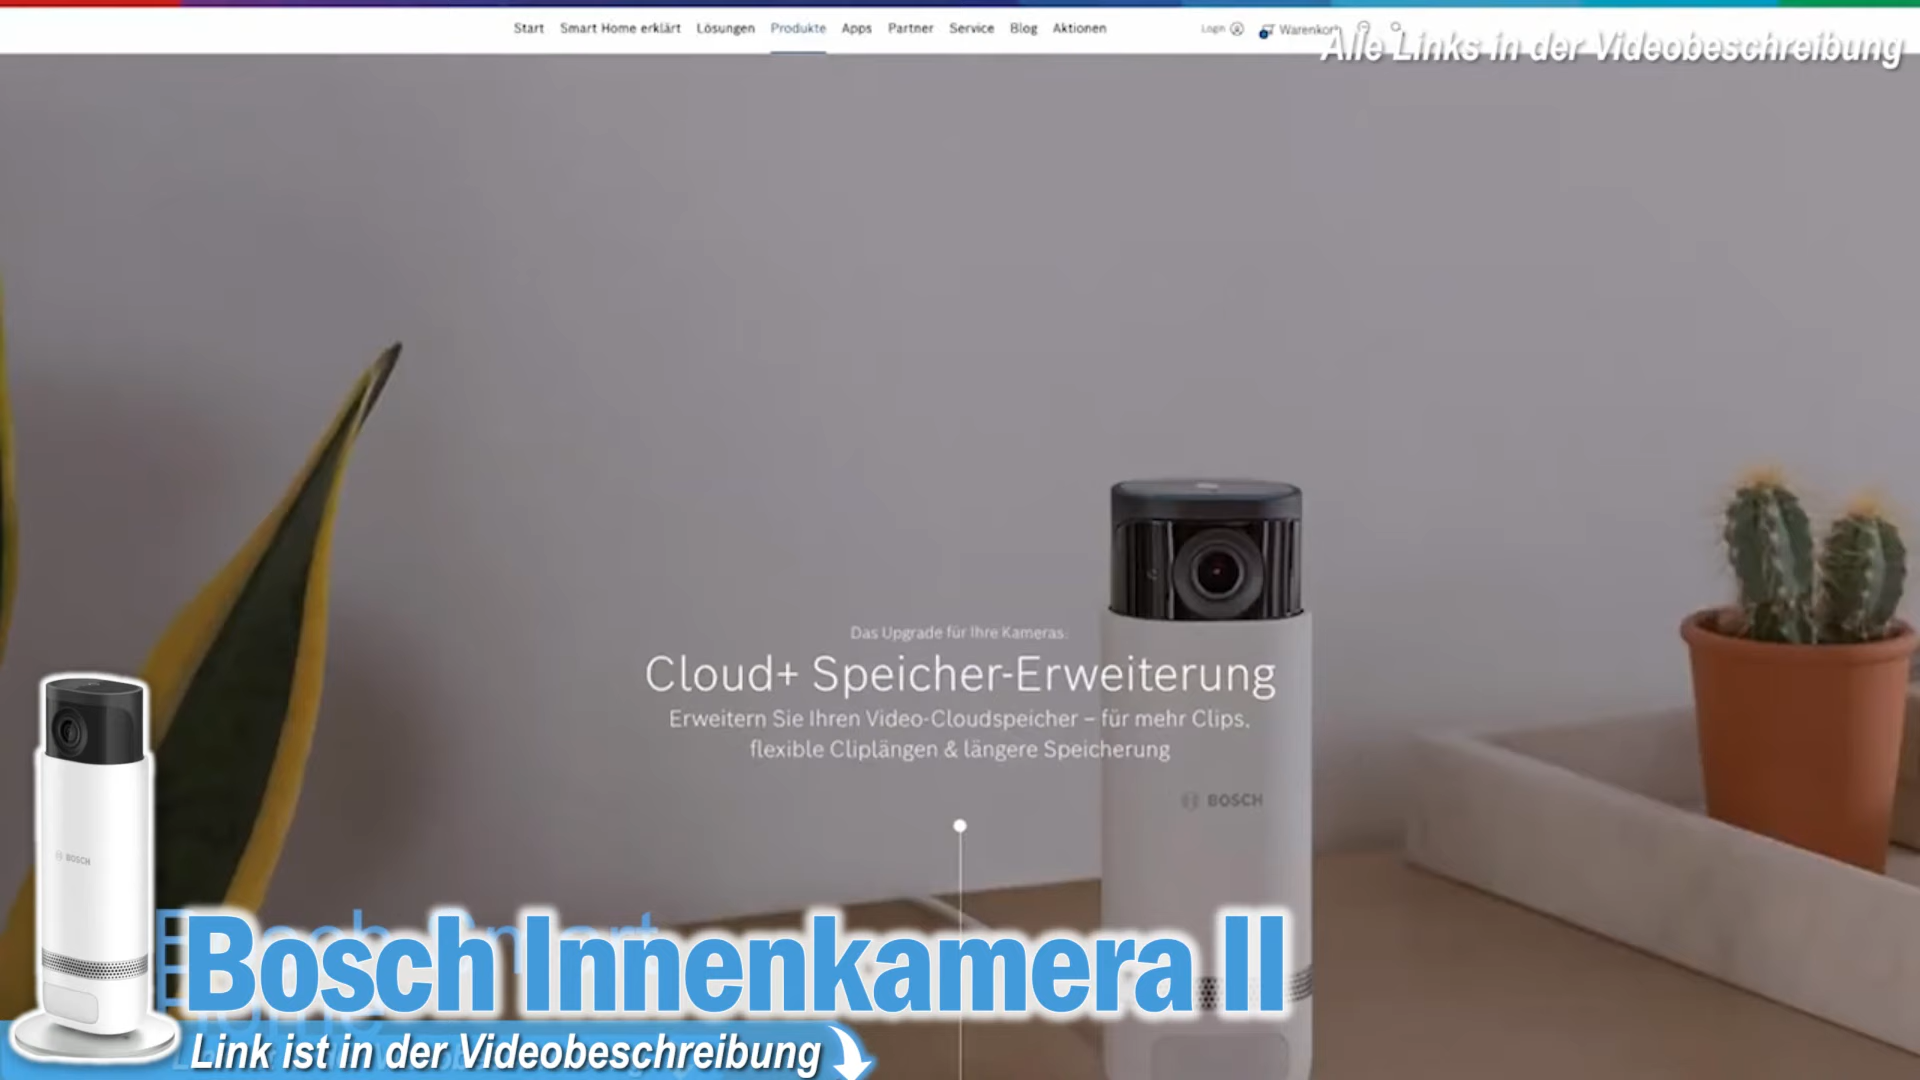 Start Smart Home erklärt Lösungen Produkte Apps Partner Service Blog Aktionen Login Warenkorb
Alle Links in der Videobeschreibung
Das Upgrade für Ihre Kameras:
Cloud+ Speicher-Erweiterung
Erweitern Sie Ihren Video-Cloudspeicher – für mehr Clips,
flexible Cliplängen & längere Speicherung
BOSCH
BOSCH
Bosch Innenkamera II
Link ist in der Videobeschreibung